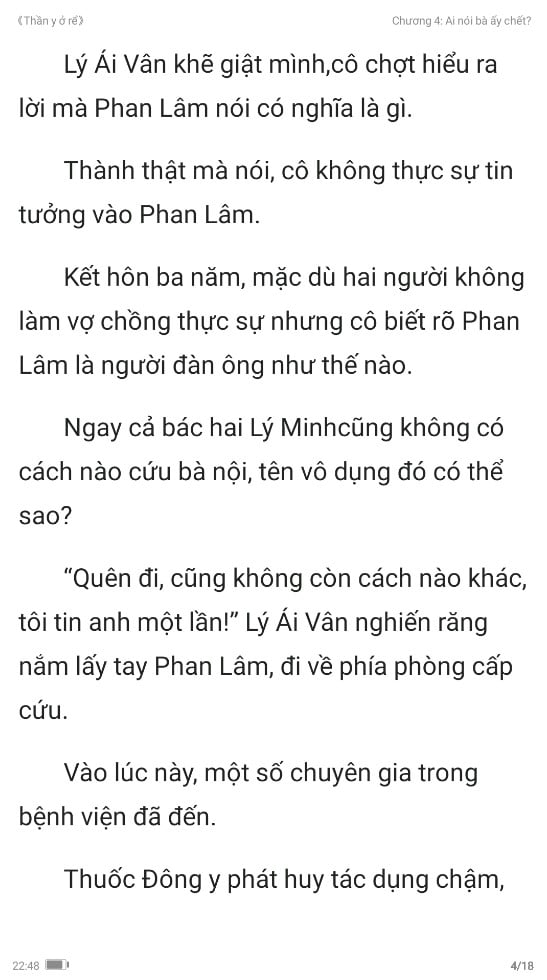 《Thần y ở rể》
Chương 4: Ai nói bà ấy chết?
Lý Ái Vân khẽ giật mình,cô chợt hiểu ra
lời mà Phan Lâm nói có nghĩa là gì.
Thành thật mà nói, cô không thực sự tin
tưởng vào Phan Lâm.
Kết hôn ba năm, mặc dù hai người không
làm vợ chồng thực sự nhưng cô biết rõ Phan
Lâm là người đàn ông như thế nào.
Ngay cả bác hai Lý Minhcũng không có
cách nào cứu bà nội, tên vô dụng đó có thể
sao?
“Quên đi, cũng không còn cách nào khác,
tôi tin anh một lần!” Lý Ái Vân nghiến răng
nắm lấy tay Phan Lâm, đi về phía phòng cấp
cứu.
Vào lúc này, một số chuyên gia trong
bệnh viện đã đến.
Thuốc Đông y phát huy tác dụng chậm,
22:48
4/18